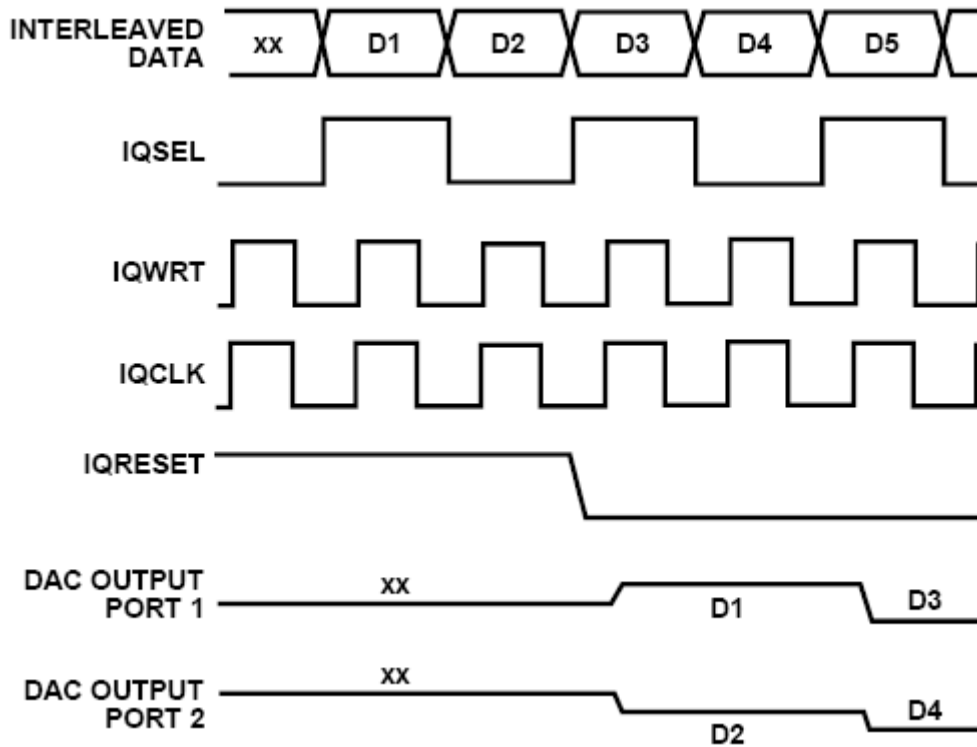 INTERLEAVED
DATA
xx D1 D2 D3 D4 D5
IQSEL
IQWRT
IQCLK
IQRESET
DAC OUTPUT
PORT 1
xx
D1
D3
DAC OUTPUT
PORT 2
xx
D2
D4